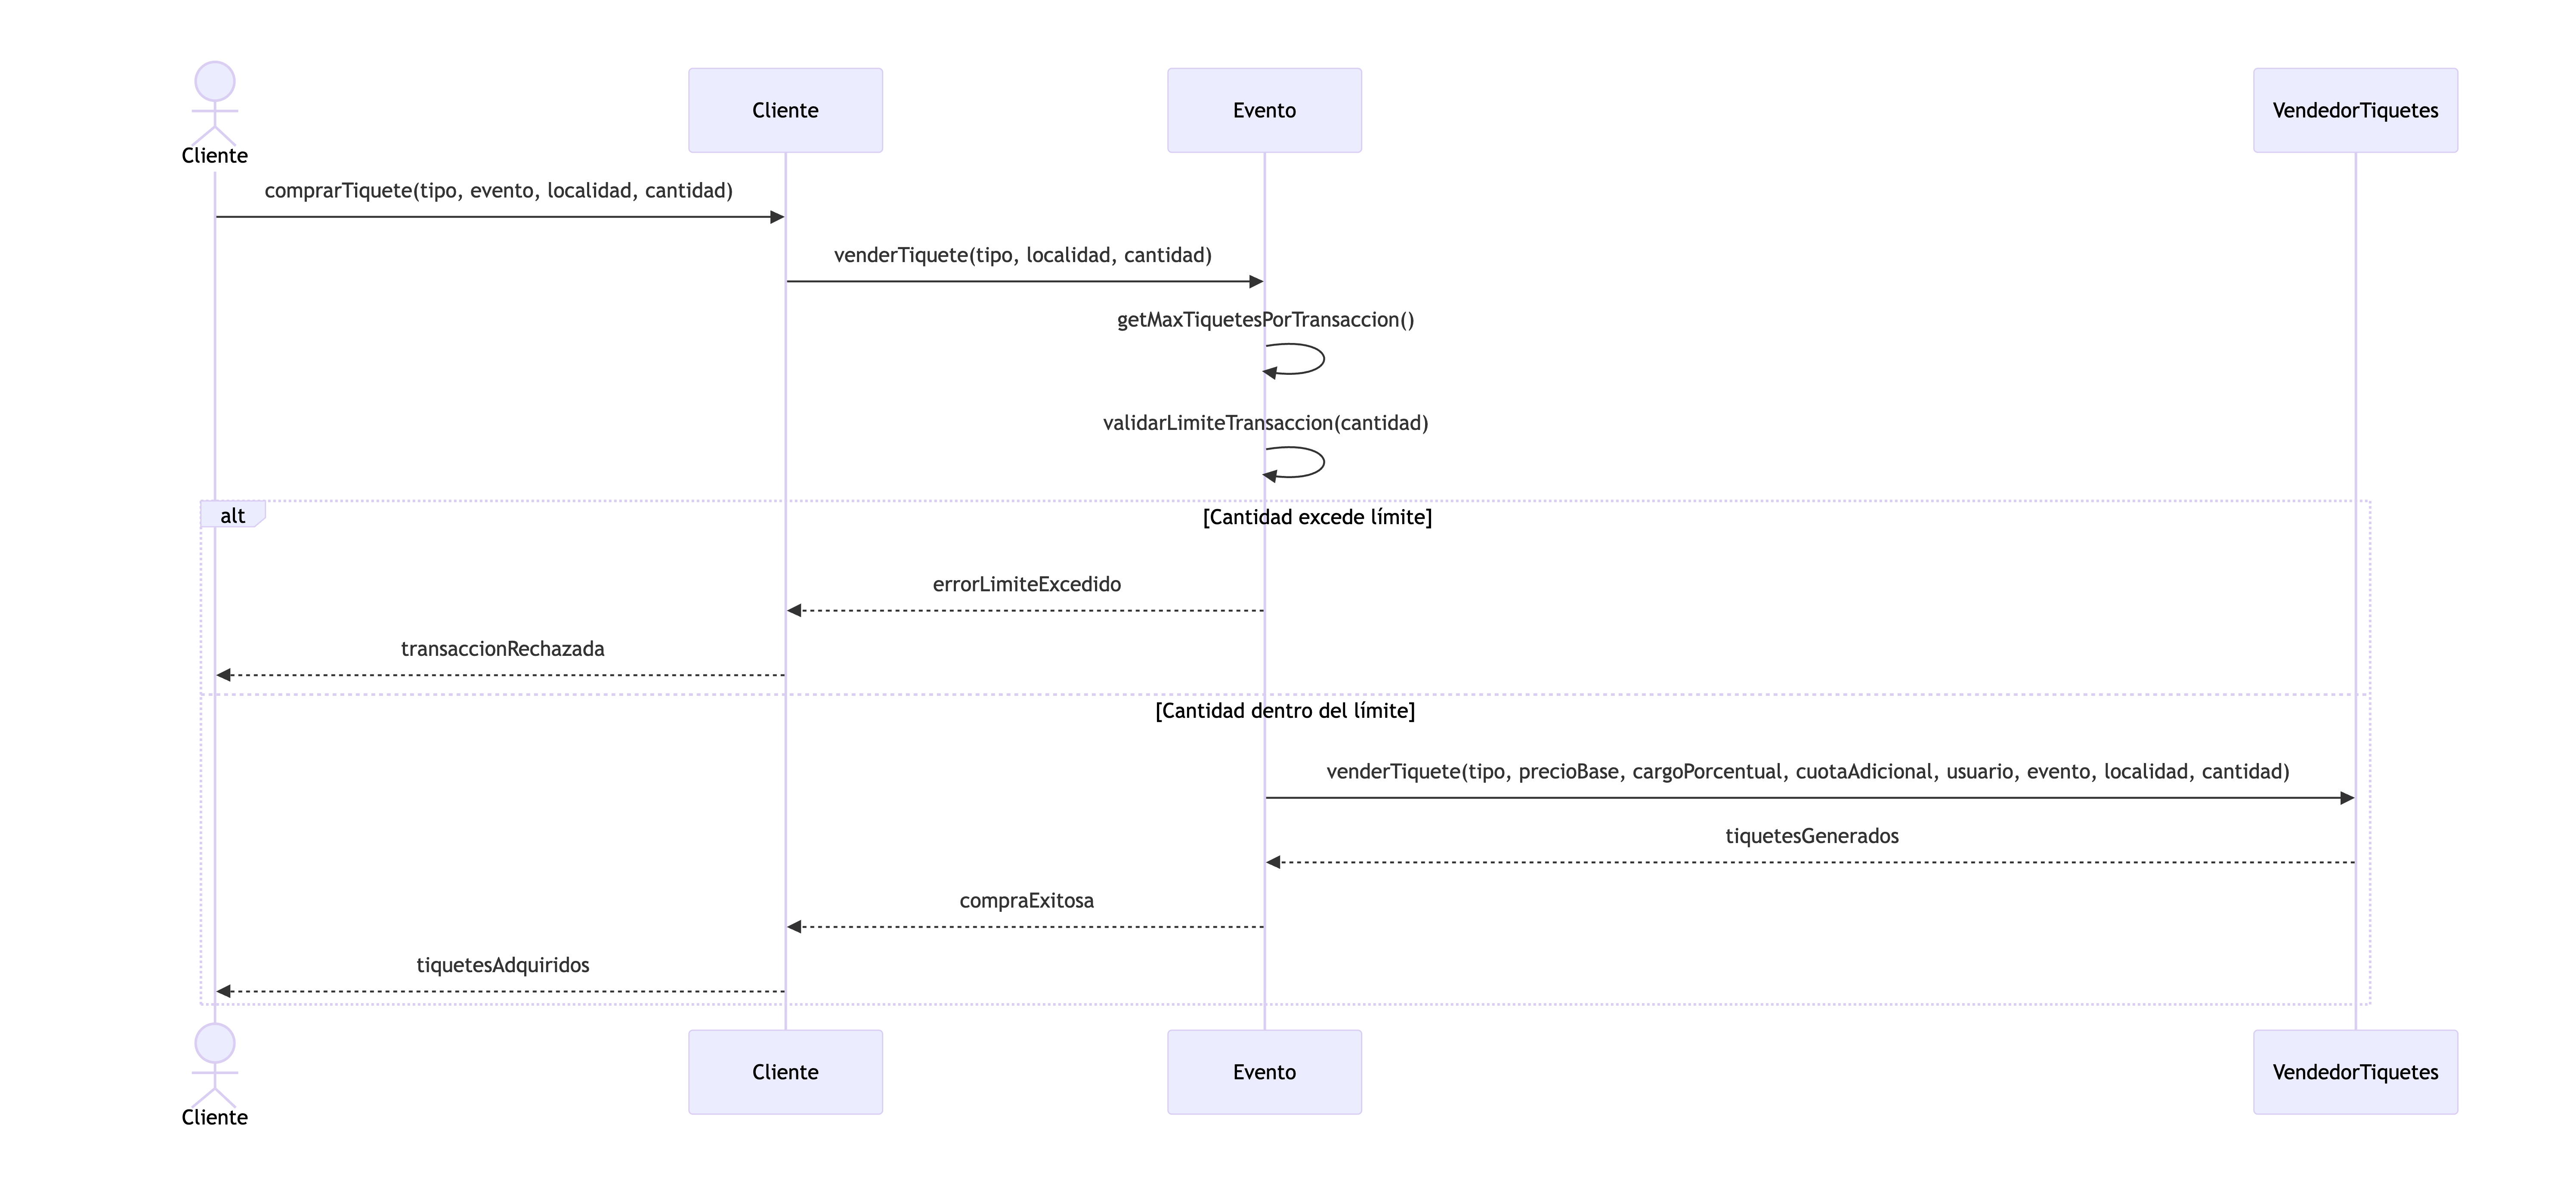 Cliente
Cliente
Evento
VendedorTiquetes
comprarTiquete(tipo, evento, localidad, cantidad)
venderTiquete(tipo, localidad, cantidad)
getMaxTiquetesPorTransaccion()
validarLimiteTransaccion(cantidad)
alt
[Cantidad excede límite]
errorLimiteExcedido
transaccionRechazada
[Cantidad dentro del límite]
venderTiquete(tipo, precioBase, cargoPorcentual, cuotaAdicional, usuario, evento, localidad, cantidad)
tiquetesGenerados
compraExitosa
tiquetesAdquiridos
Cliente
Cliente
Evento
VendedorTiquetes